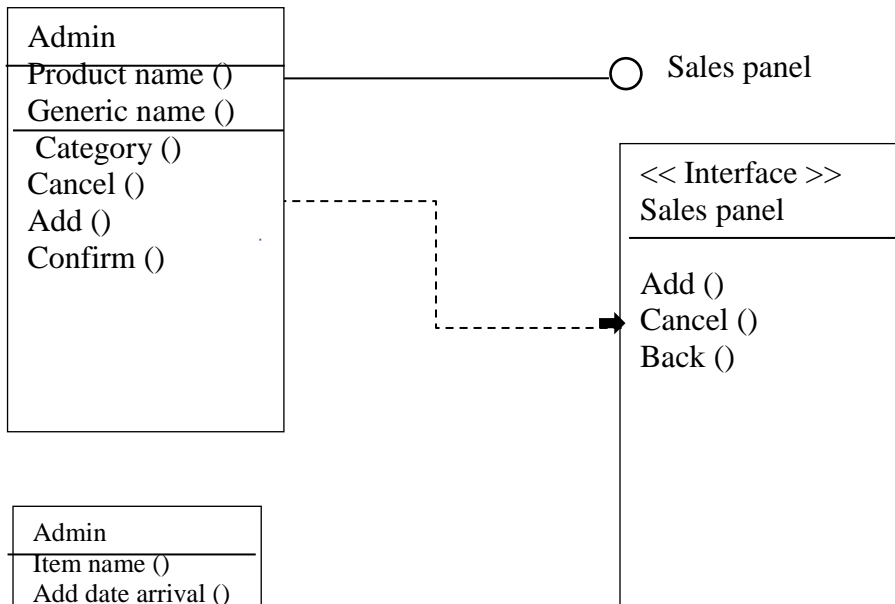 Admin
Product name ()
Generic name ()
Category ()
Cancel ()
Add ()
Confirm ()
Sales panel
<< Interface >>
Sales panel
Add ()
Cancel ()
Back ()
Admin
Item name ()
Add date arrival ()